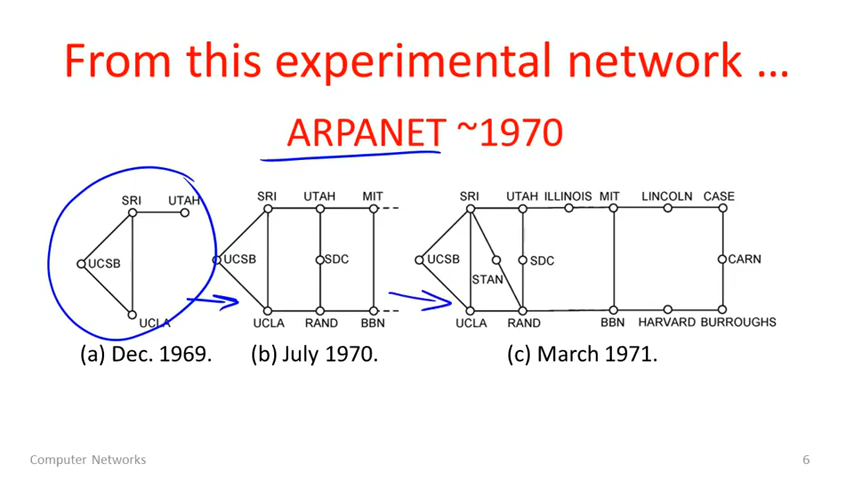 From this experimental network …
ARPANET ~1970
SRI UTAH SRI UTAH MIT SRI UTAH ILLINOIS MIT LINCOLN CASE
UCSB UCSB SDC UCSB STAN SDC CARN
UCLA UCLA RAND BBN UCLA RAND BBN HARVARD BURROUGHS
(a) Dec. 1969. (b) July 1970. (c) March 1971.
Computer Networks 6